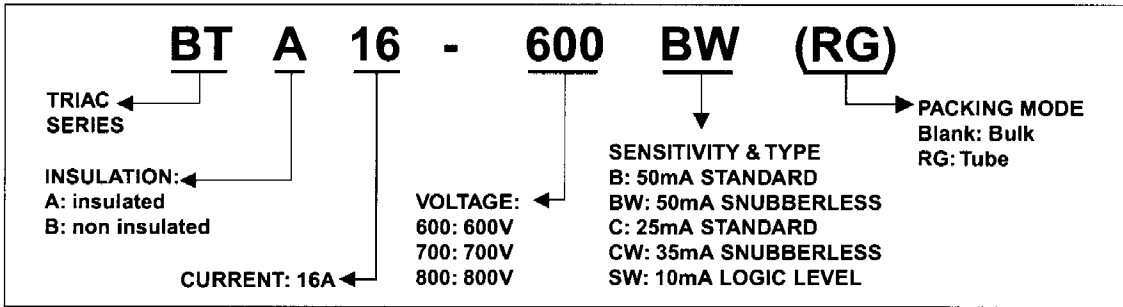 BT A 16 - 600 BW (RG)
TRIAC
SERIES
INSULATION:
A: insulated
B: non insulated
CURRENT: 16A
VOLTAGE:
600: 600V
700: 700V
800: 800V
SENSITIVITY & TYPE
B: 50mA STANDARD
BW: 50mA SNUBBERLESS
C: 25mA STANDARD
CW: 35mA SNUBBERLESS
SW: 10mA LOGIC LEVEL
PACKING MODE
Blank: Bulk
RG: Tube